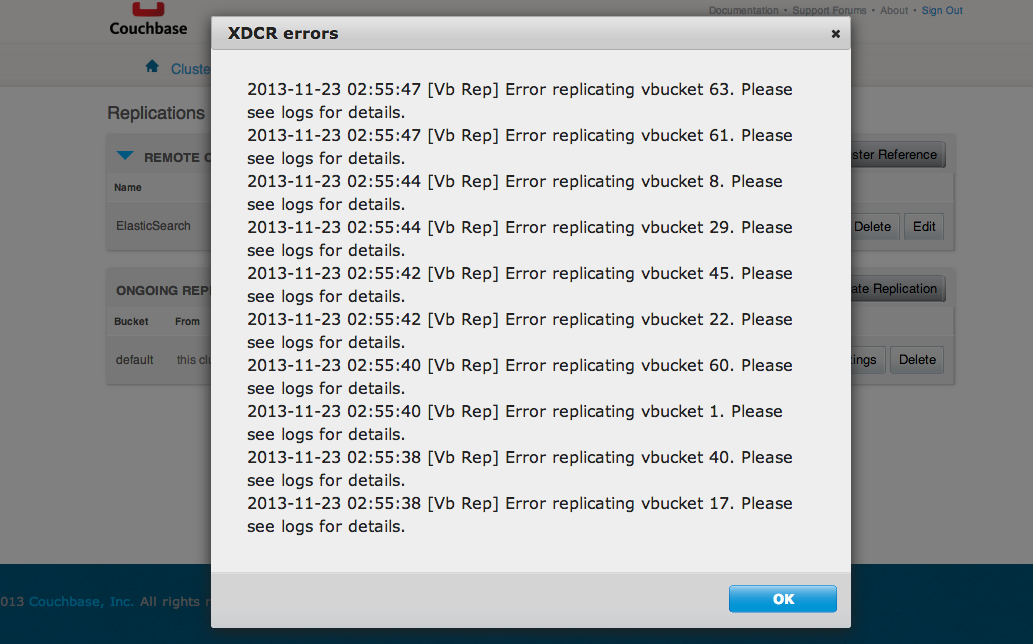 Couchbase
Documentation • Support Forums • About • Sign Out
XDCR errors
Cluste
2013-11-23 02:55:47 [Vb Rep] Error replicating vbucket 63. Please
see logs for details.
2013-11-23 02:55:47 [Vb Rep] Error replicating vbucket 61. Please
see logs for details.
2013-11-23 02:55:44 [Vb Rep] Error replicating vbucket 8. Please
see logs for details.
2013-11-23 02:55:44 [Vb Rep] Error replicating vbucket 29. Please
see logs for details.
2013-11-23 02:55:42 [Vb Rep] Error replicating vbucket 45. Please
see logs for details.
2013-11-23 02:55:42 [Vb Rep] Error replicating vbucket 22. Please
see logs for details.
2013-11-23 02:55:40 [Vb Rep] Error replicating vbucket 60. Please
see logs for details.
2013-11-23 02:55:40 [Vb Rep] Error replicating vbucket 1. Please
see logs for details.
2013-11-23 02:55:38 [Vb Rep] Error replicating vbucket 40. Please
see logs for details.
2013-11-23 02:55:38 [Vb Rep] Error replicating vbucket 17. Please
see logs for details.
OK
Replications
REMOTE C
ster Reference
Name
ElasticSearch
Delete Edit
ONGOING REP
ate Replication
Bucket From
default this clu
ings Delete
013 Couchbase, Inc. All rights r